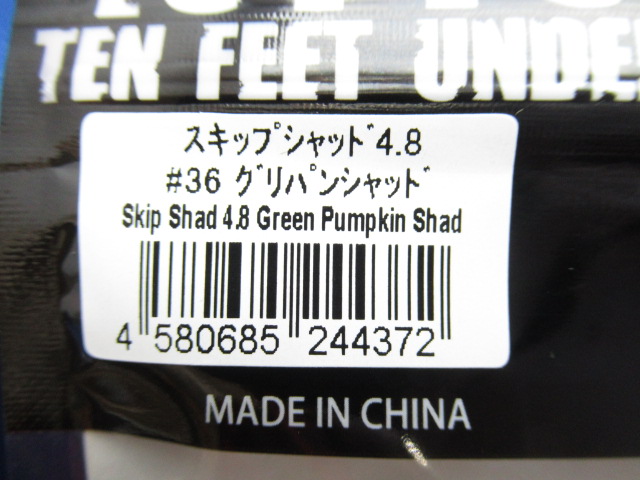 TEN FEET UNDER
スキップシャッド4.8
#36 グリパンシャッド
Skip Shad 4.8 Green Pumpkin Shad
4 580685 244372
MADE IN CHINA